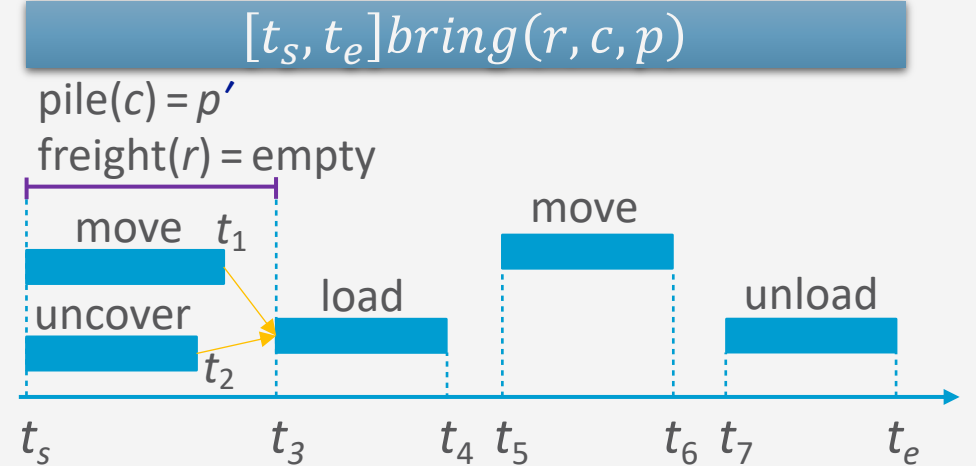 [t_s, t_e]bring(r, c, p)
pile(c) = p′
freight(r) = empty
move t_1
move
uncover
load
unload
t_2
t_s t_3 t_4 t_5 t_6 t_7 t_e